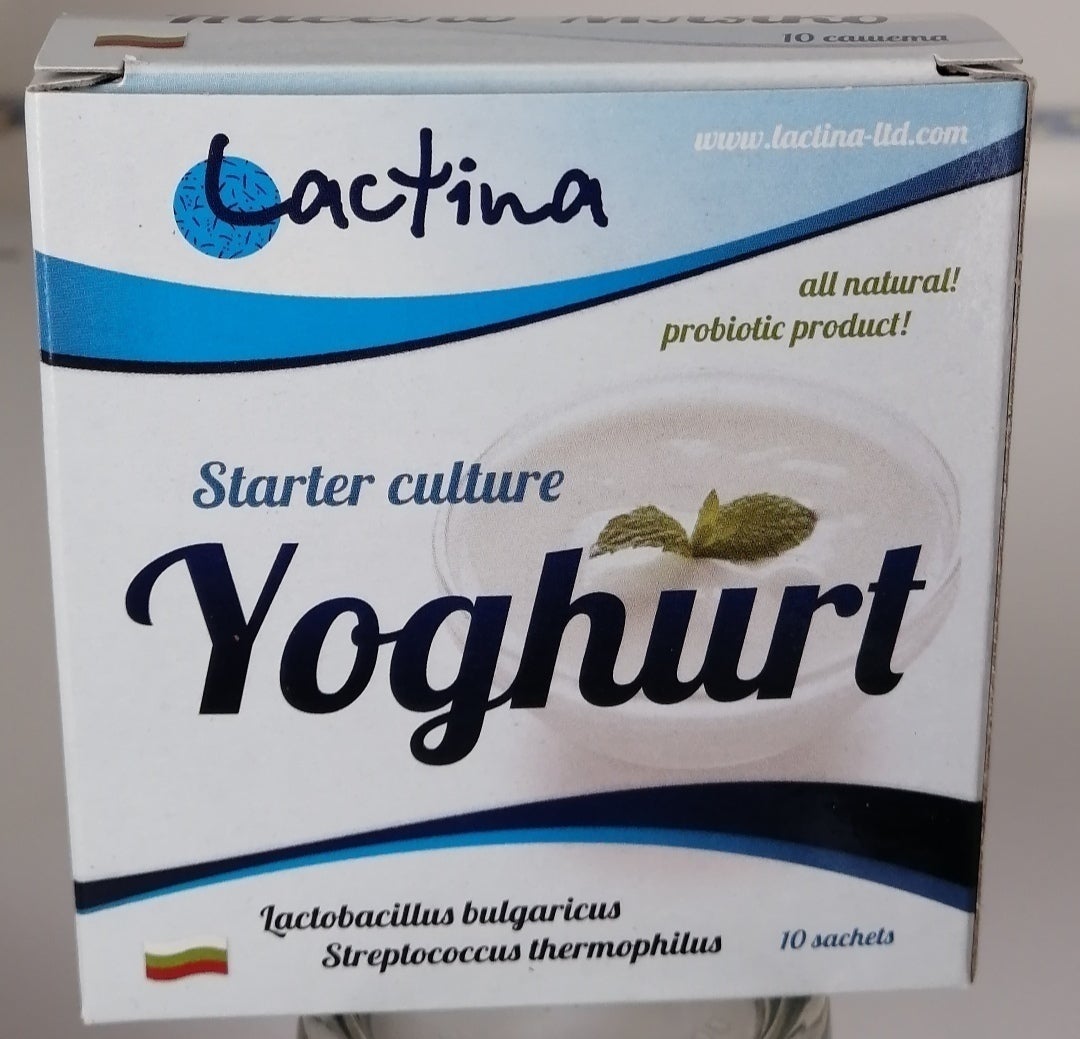 10 сашета
Lactina
www.lactina-ltd.com
all natural!
probiotic product!
Starter culture
Yoghurt
Lactobacillus bulgaricus
Streptococcus thermophilus
10 sachets